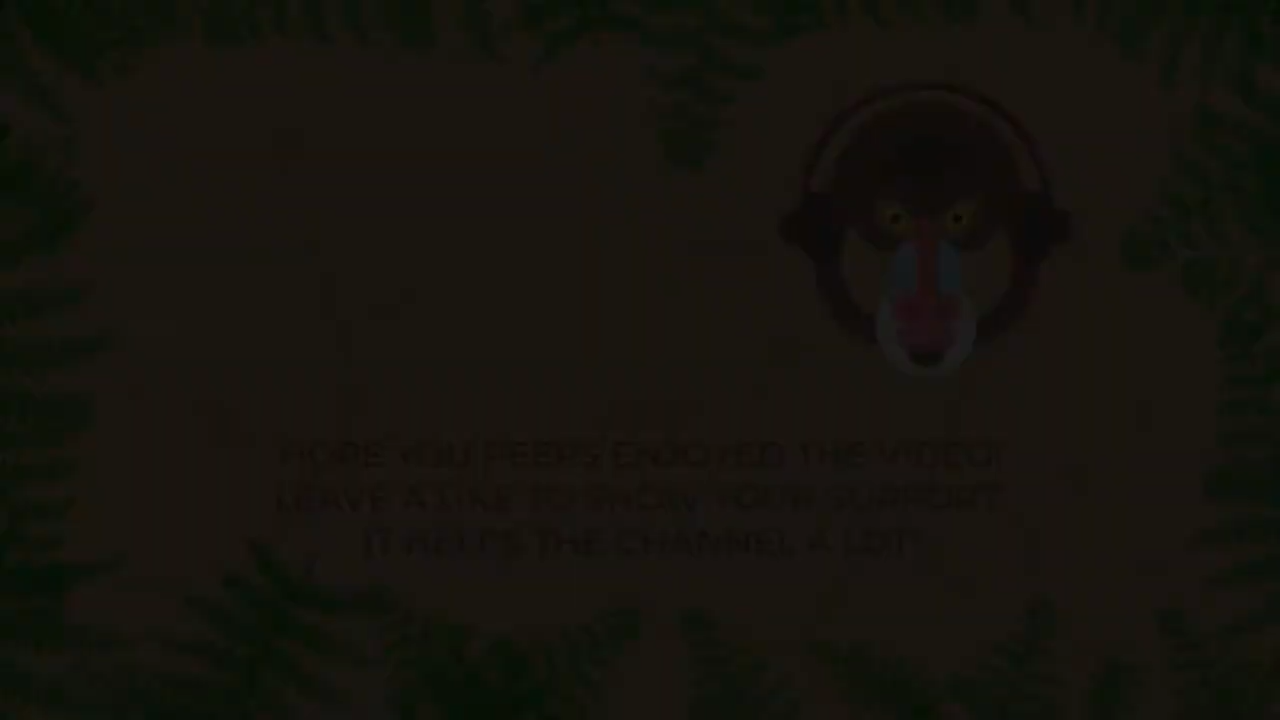 HOPE YOU PEEPS ENJOYED THE VIDEO!
LEAVE A LIKE TO SHOW YOUR SUPPORT
IT HELPS THE CHANNEL A LOT!